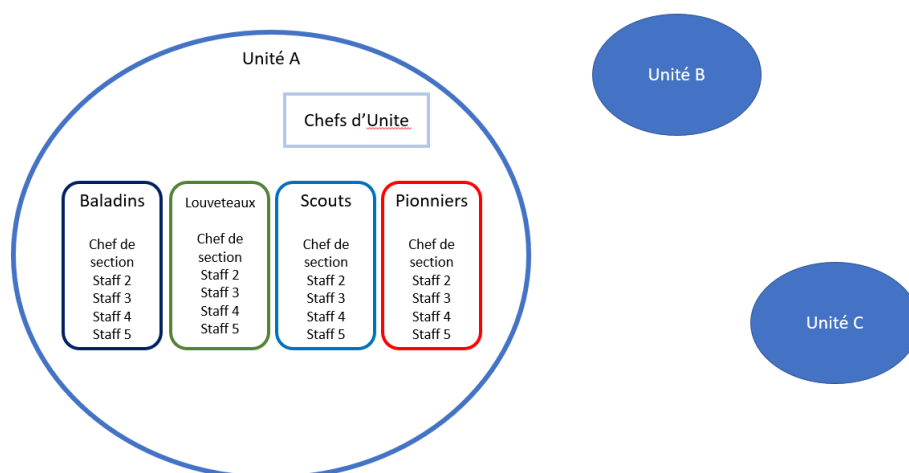 Unité A
Unité B
Chefs d'Unite
Baladins
Chef de
section
Staff 2
Staff 3
Staff 4
Staff 5
Louveteaux
Chef de
section
Staff 2
Staff 3
Staff 4
Staff 5
Scouts
Chef de
section
Staff 2
Staff 3
Staff 4
Staff 5
Pionniers
Chef de
section
Staff 2
Staff 3
Staff 4
Staff 5
Unité C